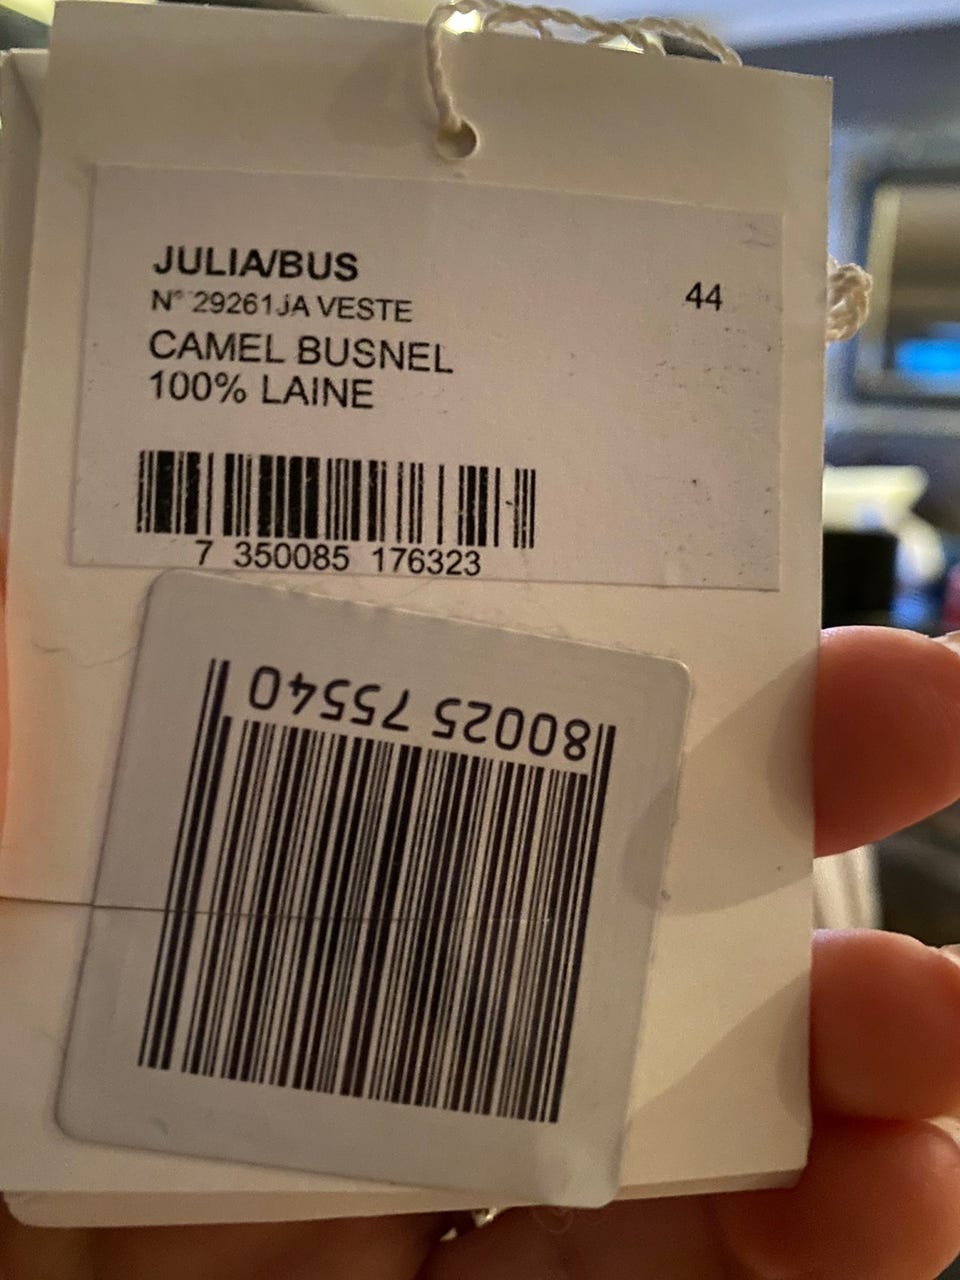 JULIA/BUS
N° 29261JA VESTE
44
CAMEL BUSNEL
100% LAINE
7 350085 176323
80025 75540